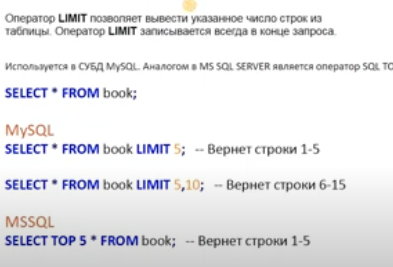 Оператор LIMIT позволяет вывести указанное число строк из
таблицы. Оператор LIMIT записывается всегда в конце запроса.
Используется в СУБД MySQL. Аналогом в MS SQL SERVER является оператор SQL TO
SELECT * FROM book;
MySQL
SELECT * FROM book LIMIT 5; -- Вернет строки 1-5
SELECT * FROM book LIMIT 5,10; -- Вернет строки 6-15
MSSQL
SELECT TOP 5 * FROM book; -- Вернет строки 1-5